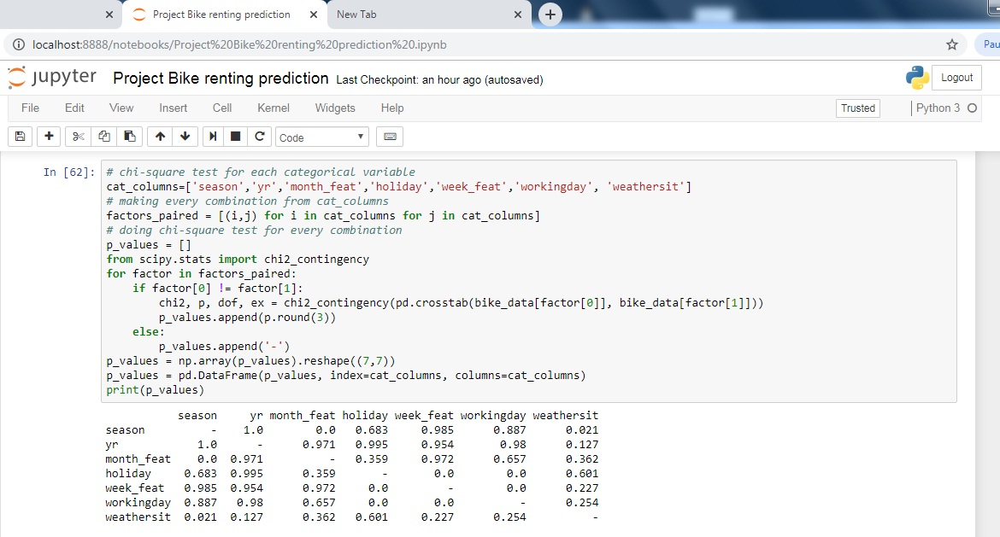 Project Bike renting prediction
New Tab
localhost:8888/notebooks/Project%20Bike%20renting%20prediction%20.ipynb
Pau
jupyter Project Bike renting prediction Last Checkpoint: an hour ago (autosaved)
Logout
File Edit View Insert Cell Kernel Widgets Help
Trusted
Python 3
Code
In [62]:
# chi-square test for each categorical variable
cat_columns=['season','yr','month_feat','holiday','week_feat','workingday', 'weathersit']
# making every combination from cat_columns
factors_paired = [(i,j) for i in cat_columns for j in cat_columns]
# doing chi-square test for every combination
p_values = []
from scipy.stats import chi2_contingency
for factor in factors_paired:
    if factor[0] != factor[1]:
        chi2, p, dof, ex = chi2_contingency(pd.crosstab(bike_data[factor[0]], bike_data[factor[1]]))
        p_values.append(p.round(3))
    else:
        p_values.append('-')
p_values = np.array(p_values).reshape((7,7))
p_values = pd.DataFrame(p_values, index=cat_columns, columns=cat_columns)
print(p_values)
season yr month_feat holiday week_feat workingday weathersit
season - 1.0 0.0 0.683 0.985 0.887 0.021
yr 1.0 - 0.971 0.995 0.954 0.98 0.127
month_feat 0.0 0.971 - 0.359 0.972 0.657 0.362
holiday 0.683 0.995 0.359 - 0.0 0.0 0.601
week_feat 0.985 0.954 0.972 0.0 - 0.0 0.227
workingday 0.887 0.98 0.657 0.0 0.0 - 0.254
weathersit 0.021 0.127 0.362 0.601 0.227 0.254 -